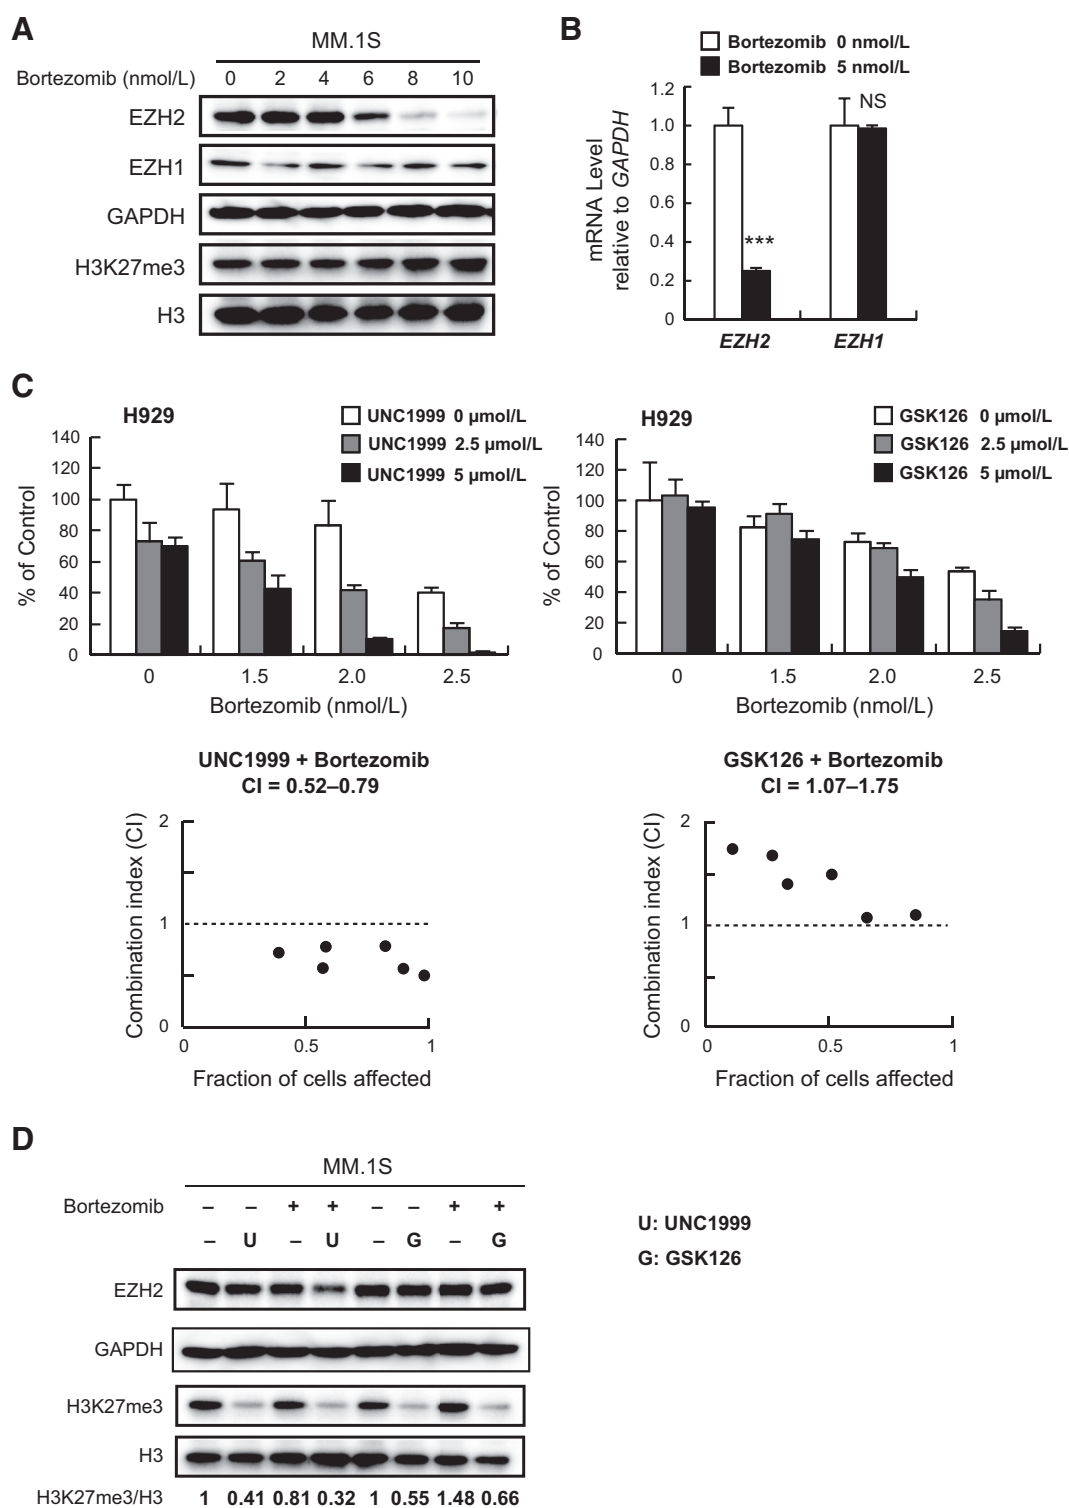 A
MM.1S
Bortezomib (nmol/L) 0 2 4 6 8 10
EZH2
EZH1
GAPDH
H3K27me3
H3
B
Bortezomib 0 nmol/L
Bortezomib 5 nmol/L
mRNA Level
relative to GAPDH
1.2
1.0
0.8
0.6
0.4
0.2
0
NS
***
EZH2 EZH1
C
H929
UNC1999 0 µmol/L
UNC1999 2.5 µmol/L
UNC1999 5 µmol/L
% of Control
140
120
100
80
60
40
20
0
0 1.5 2.0 2.5
Bortezomib (nmol/L)
H929
GSK126 0 µmol/L
GSK126 2.5 µmol/L
GSK126 5 µmol/L
% of Control
140
120
100
80
60
40
20
0
0 1.5 2.0 2.5
Bortezomib (nmol/L)
UNC1999 + Bortezomib
CI = 0.52–0.79
Combination index (CI)
2
1
0
0 0.5 1
Fraction of cells affected
GSK126 + Bortezomib
CI = 1.07–1.75
Combination index (CI)
2
1
0
0 0.5 1
Fraction of cells affected
D
MM.1S
Bortezomib – – + + – – + +
– U – U – G – G
EZH2
GAPDH
H3K27me3
H3
H3K27me3/H3 1 0.41 0.81 0.32 1 0.55 1.48 0.66
U: UNC1999
G: GSK126